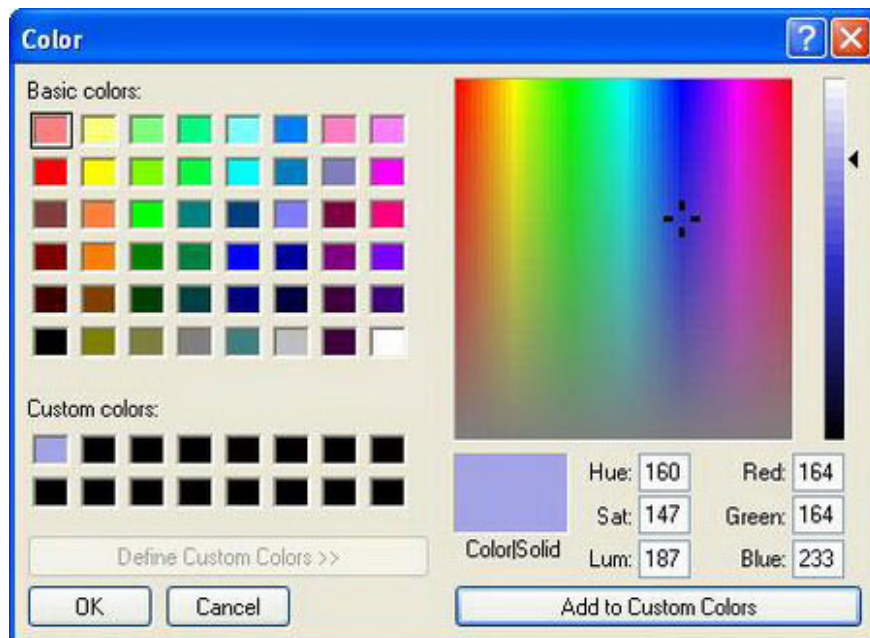 Color
Basic colors:
Custom colors:
Define Custom Colors >>
OK Cancel
Color|Solid
Hue: 160 Red: 164
Sat: 147 Green: 164
Lum: 187 Blue: 233
Add to Custom Colors